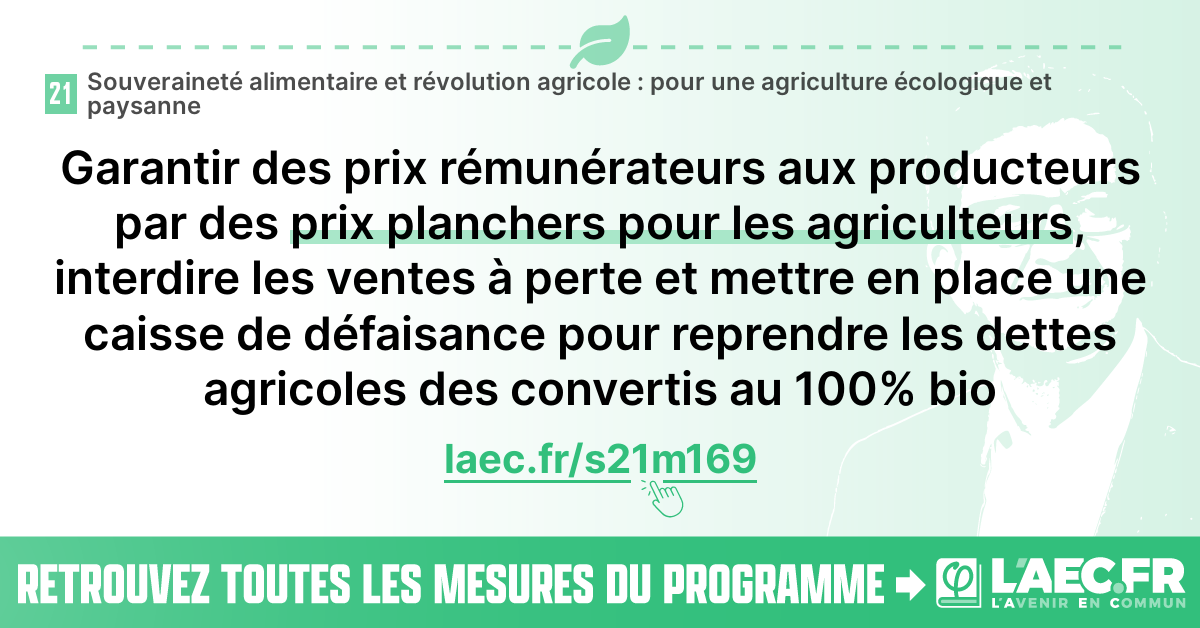 21
Souveraineté alimentaire et révolution agricole : pour une agriculture écologique et
paysanne
Garantir des prix rémunérateurs aux producteurs
par des prix planchers pour les agriculteurs,
interdire les ventes à perte et mettre en place une
caisse de défaisance pour reprendre les dettes
agricoles des convertis au 100% bio
laec.fr/s21m169
RETROUVEZ TOUTES LES MESURES DU PROGRAMME
φ L'AEC.FR
L'AVENIR EN COMMUN